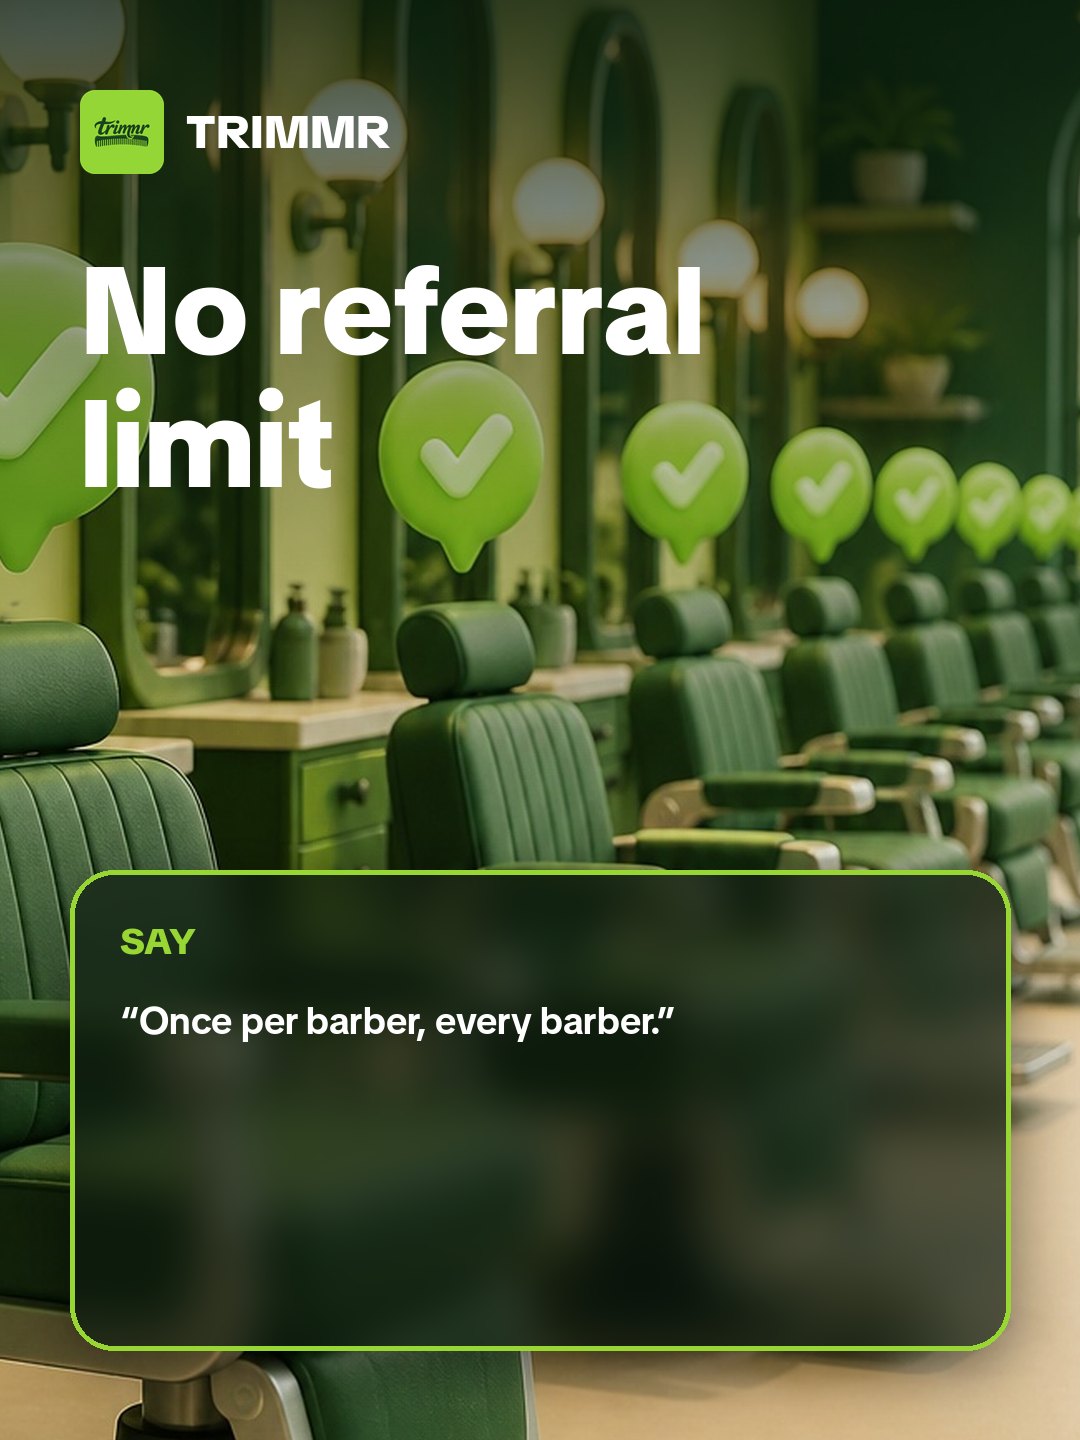 trimmr
TRIMMR
No referral
limit
SAY
“Once per barber, every barber.”